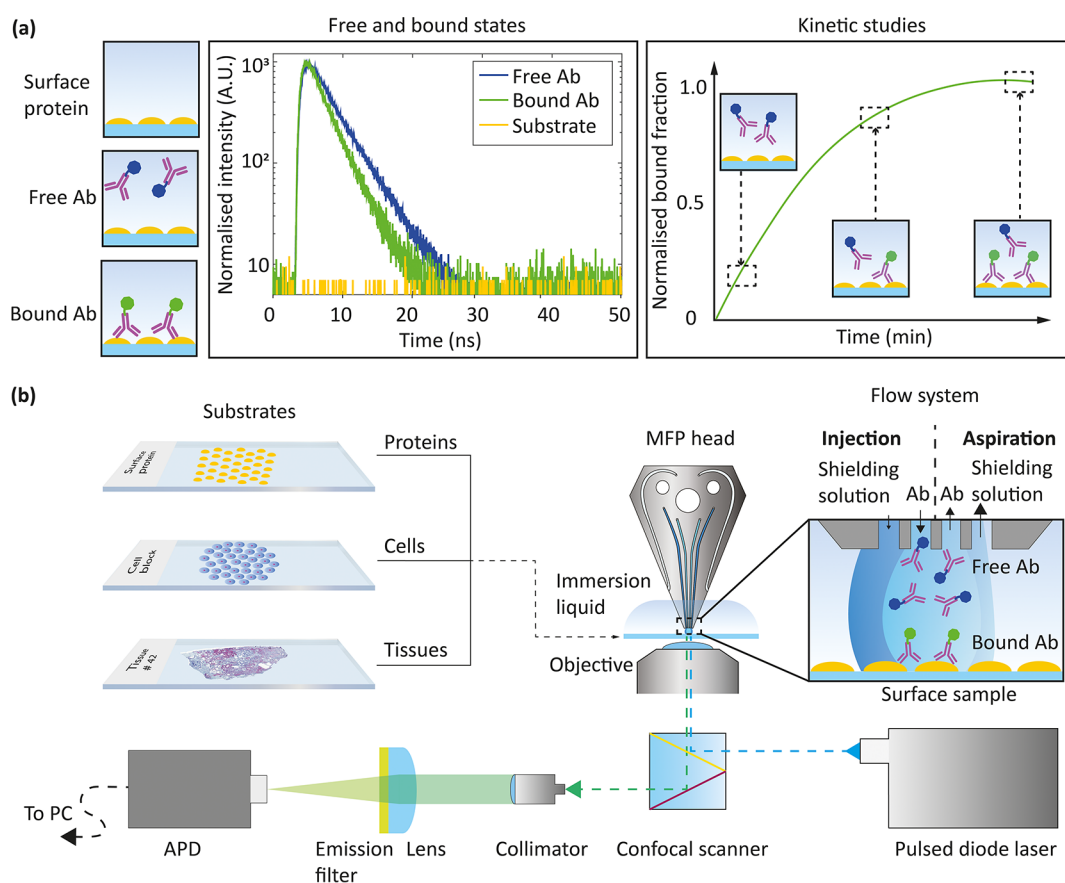 (a)
Free and bound states
Kinetic studies
Surface
protein
Free Ab
Bound Ab
Normalised intensity (A.U.)
10³
10²
10
0
10
20
30
40
50
Time (ns)
Free Ab
Bound Ab
Substrate
Normalised bound fraction
1.0
0.5
0
Time (min)
(b)
Substrates
Surface
protein
Proteins
Cell
block
Cells
Tissue
# 42
Tissues
MFP head
Immersion
liquid
Objective
Flow system
Injection
Aspiration
Shielding
solution
Ab
Ab
Shielding
solution
Free Ab
Bound Ab
Surface sample
To PC
APD
Emission
filter
Lens
Collimator
Confocal scanner
Pulsed diode laser